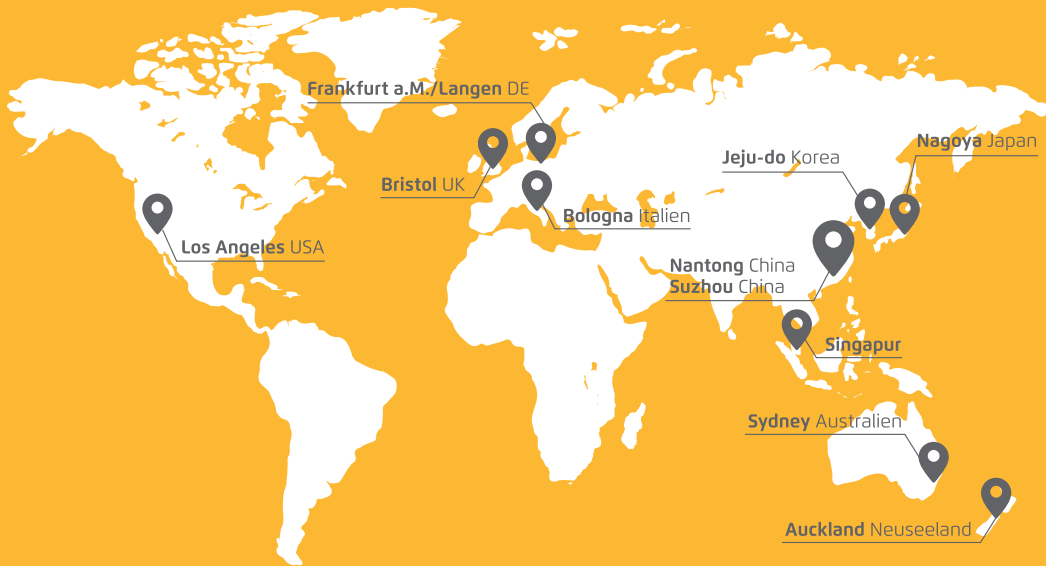 Frankfurt a.M./Langen DE
Nagoya Japan
Jeju-do Korea
Bristol UK
Bologna Italien
Los Angeles USA
Nantong China
Suzhou China
Singapur
Sydney Australien
Auckland Neuseeland